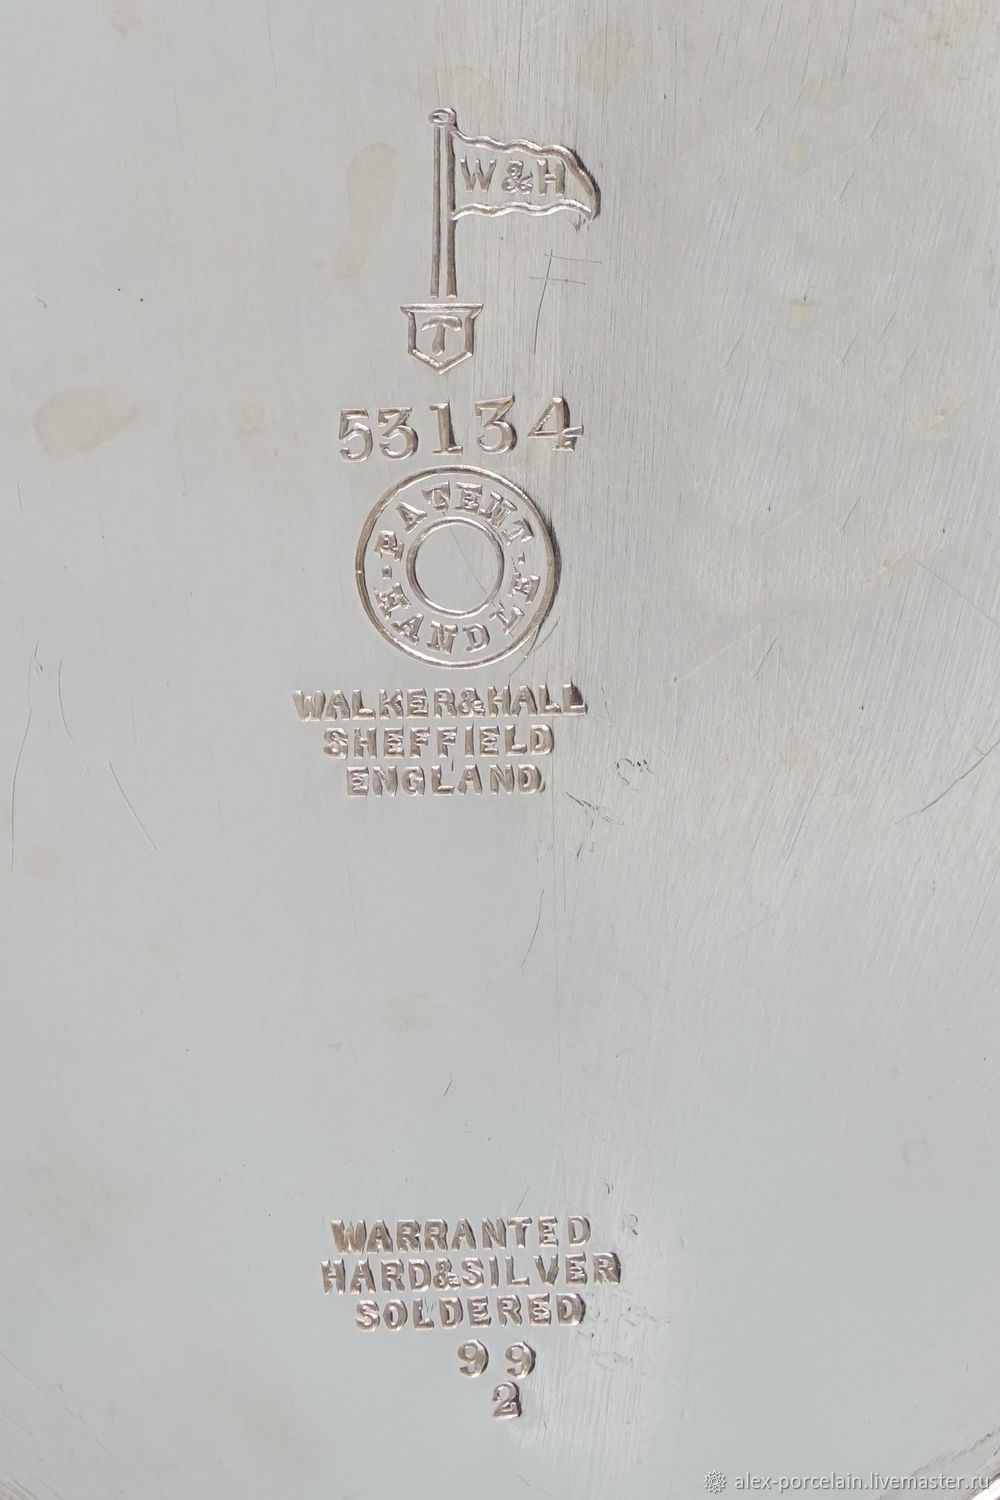 W&H
T
53134
PATENT · HANDLE ·
WALKER&HALL
SHEFFIELD
ENGLAND
WARRANTED
HARD&SILVER
SOLDERED
99
2
alex-porcelain.livemaster.ru